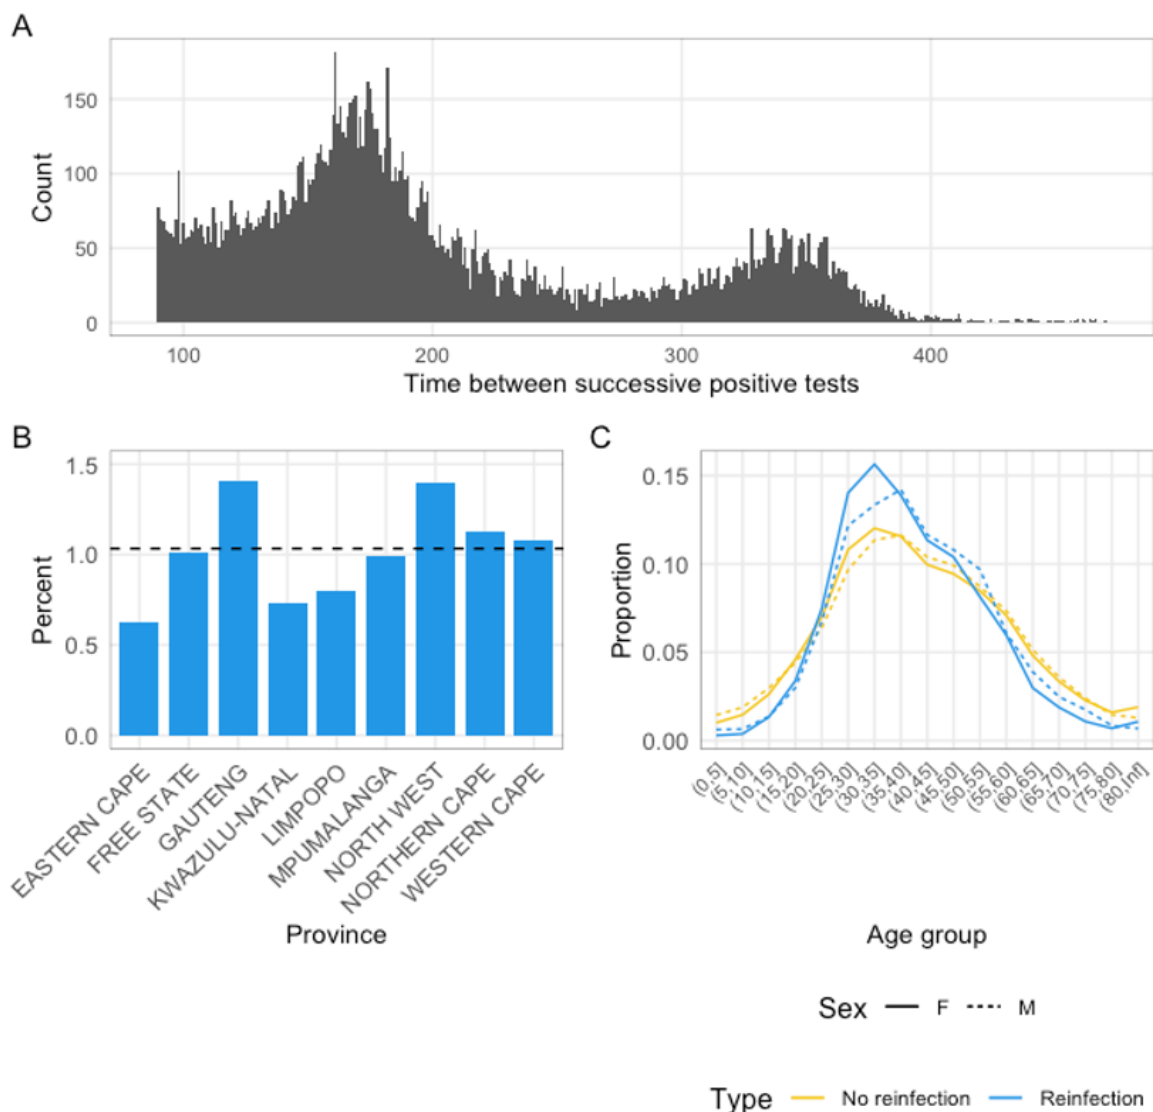 A
150
100
50
0
Count
100 200 300 400
Time between successive positive tests
B
1.5
1.0
0.5
0.0
Percent
EASTERN CAPE
FREE STATE
GAUTENG
KWAZULU-NATAL
LIMPOPO
MPUMALANGA
NORTH WEST
NORTHERN CAPE
WESTERN CAPE
Province
C
0.15
0.10
0.05
0.00
Proportion
(0,5]
(5,10]
(10,15]
(15,20]
(20,25]
(25,30]
(30,35]
(35,40]
(40,45]
(45,50]
(50,55]
(55,60]
(60,65]
(65,70]
(70,75]
(75,80]
(80,Inf]
Age group
Sex F M
Type No reinfection Reinfection